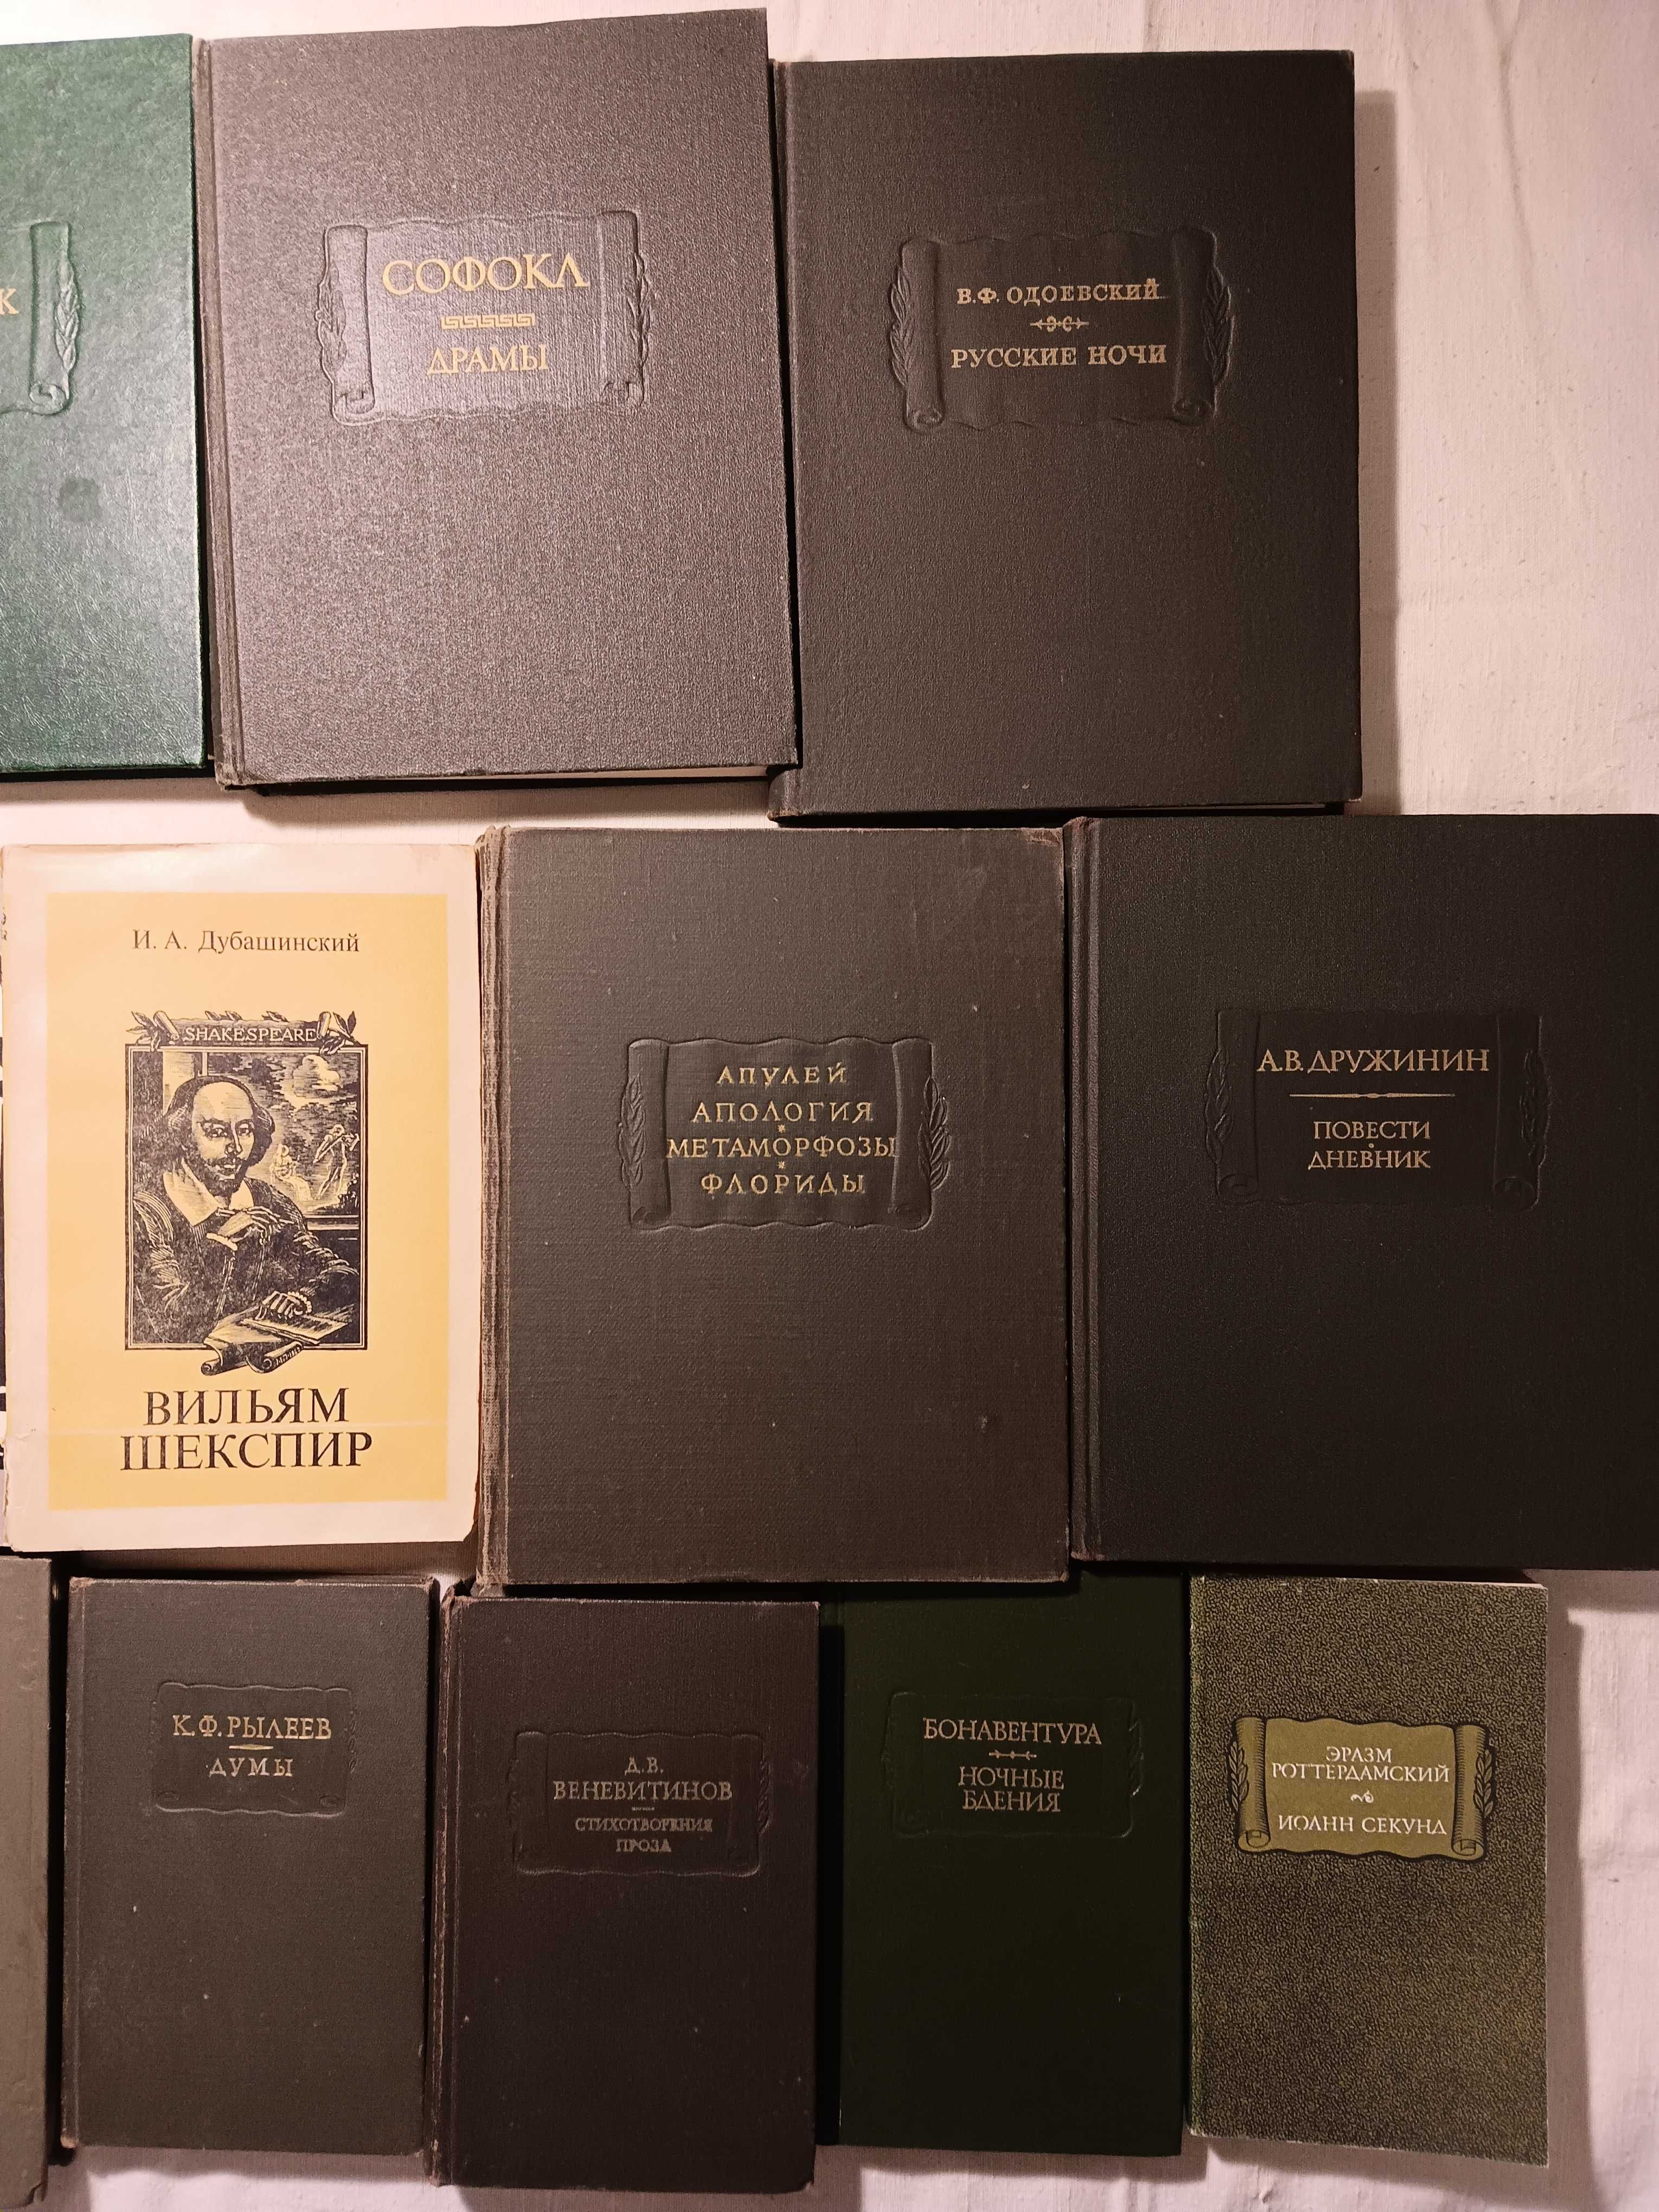 К
СОФОКЛ
ДРАМЫ
В.Ф. ОДОЕВСКИЙ
РУССКИЕ НОЧИ
И. А. Дубашинский
SHAKESPEARE
ВИЛЬЯМ
ШЕКСПИР
АПУЛЕЙ
АПОЛОГИЯ
МЕТАМОРФОЗЫ
ФЛОРИДЫ
А.В. ДРУЖИНИН
ПОВЕСТИ
ДНЕВНИК
К.Ф. РЫЛЕЕВ
ДУМЫ
Д.В.
ВЕНЕВИТИНОВ
СТИХОТВОРЕНИЯ
ПРОЗА
БОНАВЕНТУРА
НОЧНЫЕ
БДЕНИЯ
ЭРАЗМ
РОТТЕРДАМСКИЙ
ИОАНН СЕКУНД